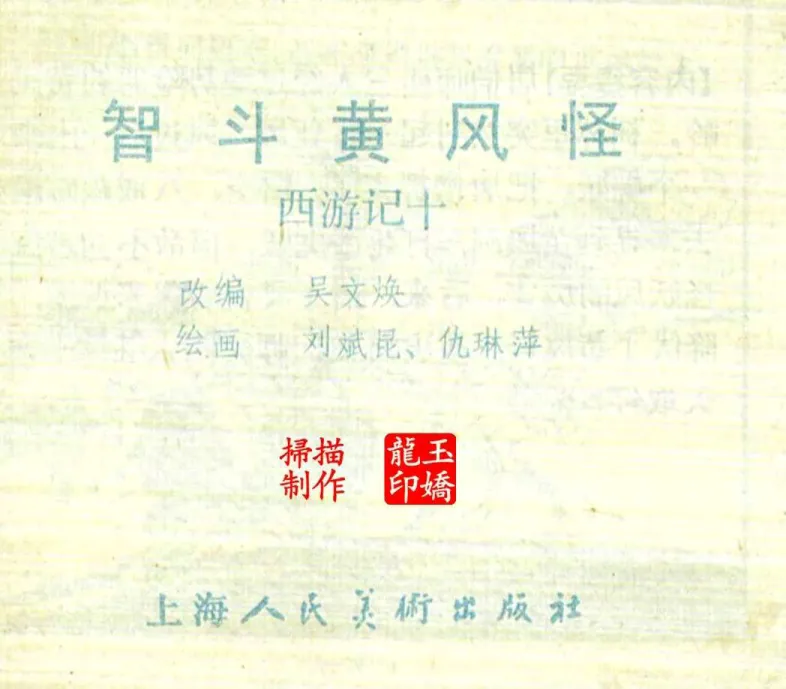 智斗黄风怪
西游记十
改编 吴文焕
绘画 刘斌昆、仇琳萍
掃描
制作
龍玉
印嬌
上海人民美術出版社